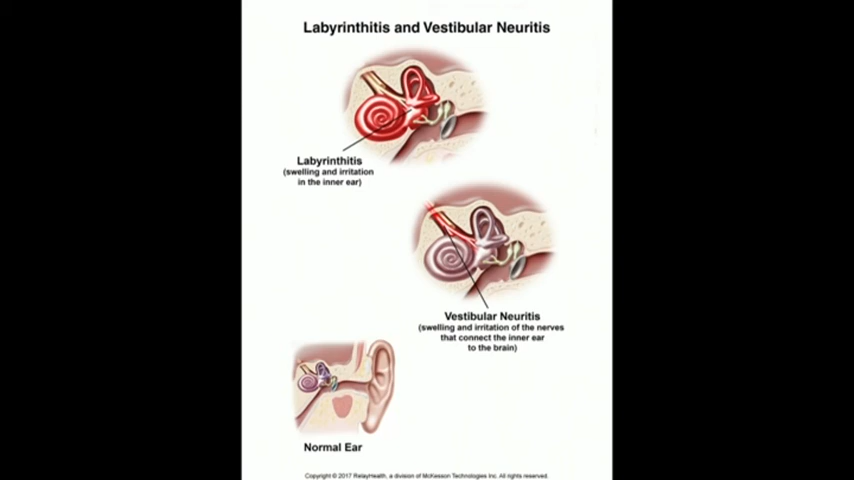 Labyrinthitis and Vestibular Neuritis
Labyrinthitis
(swelling and irritation
in the inner ear)
Vestibular Neuritis
(swelling and irritation of the nerves
that connect the inner ear
to the brain)
Normal Ear
Copyright © 2017 RelayHealth, a division of McKesson Technologies Inc. All rights reserved.